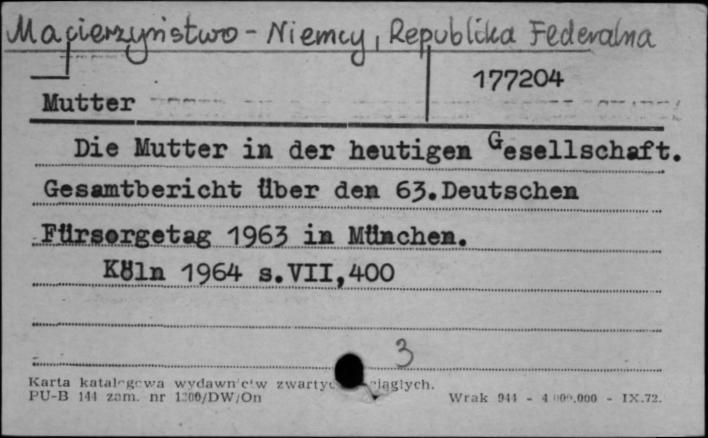 Macierzyństwo - Niemcy, Republika Federalna
177204
Mutter
Die Mutter in der heutigen Gesellschaft.
Gesamtbericht über den 63.Deutschen
Fürsorgetag 1963 in München.
Köln 1964 s.VII,400
3
Karta katalogowa wydawnictw zwartych ciągłych.
PU-B 144 zam. nr 1200/DW/On
Wrak 944 - 4 000.000 - IX.72.